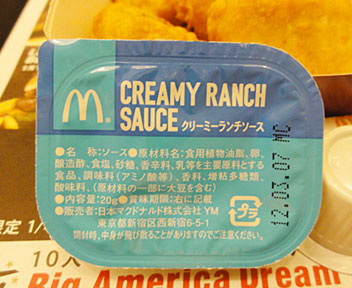 CREAMY RANCH
SAUCE クリーミーランチソース
●名 称:ソース●原材料名:食用植物油脂、卵、
醸造酢、食塩、砂糖、香辛料、乳等を主要原料とする
食品、調味料(アミノ酸等)、香料、増粘多糖類、
酸味料、(原材料の一部に大豆を含む)
●内容量:20g●賞味期限:右に記載
●販売者:日本マクドナルド株式会社 YM
東京都新宿区西新宿6-5-1
開封時、中身が飛び散ることがありますのでご注意ください。
プラ
12.03.07 MC
限定 1/
10人
Big America Dream